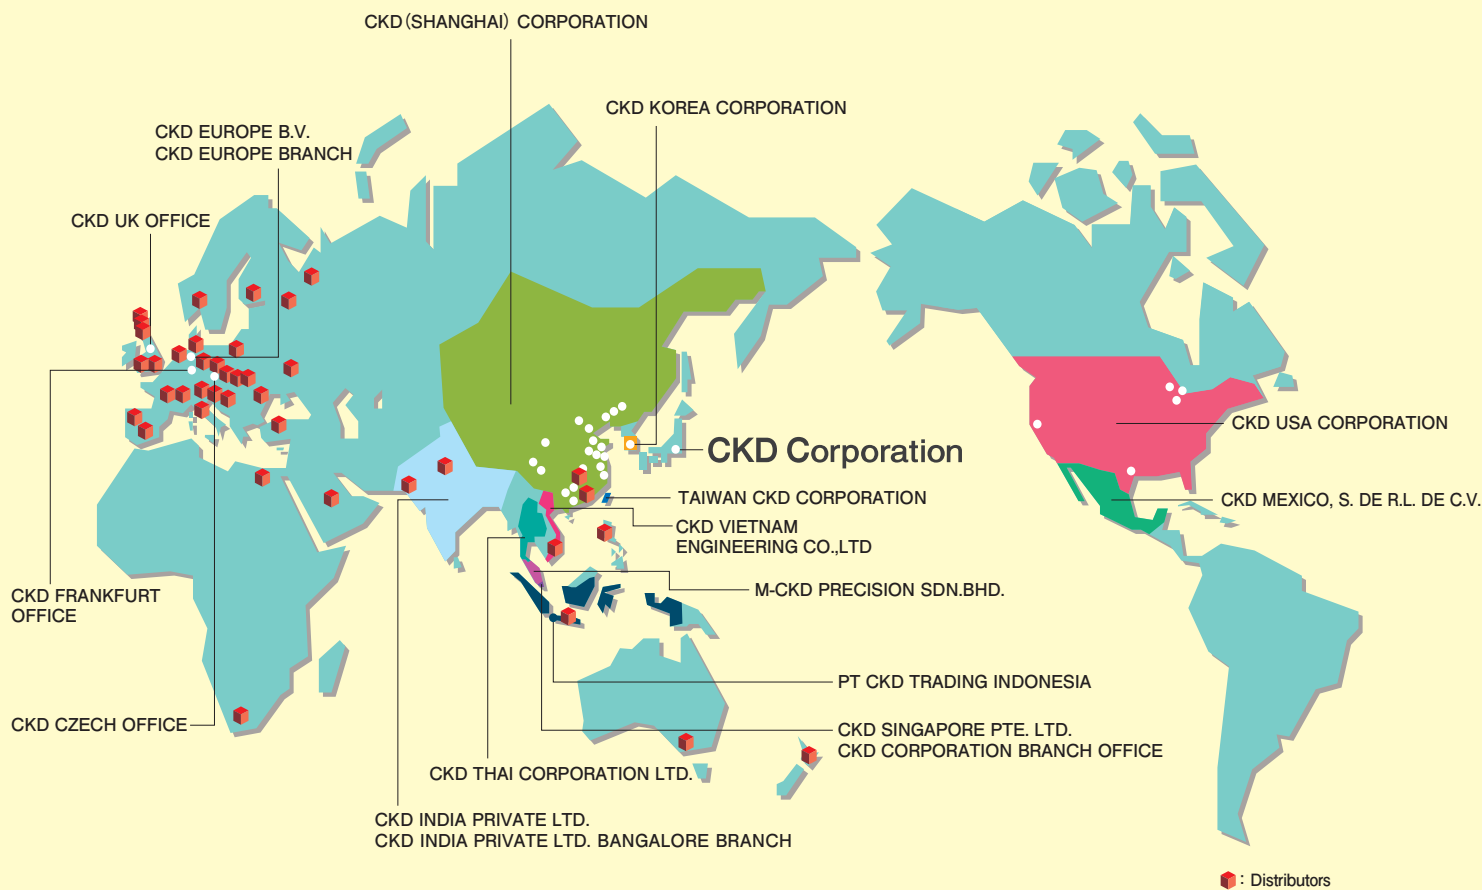 CKD (SHANGHAI) CORPORATION
CKD KOREA CORPORATION
CKD EUROPE B.V.
CKD EUROPE BRANCH
CKD UK OFFICE
CKD USA CORPORATION
CKD Corporation
TAIWAN CKD CORPORATION
CKD MEXICO, S. DE R.L. DE C.V.
CKD VIETNAM
ENGINEERING CO.,LTD
M-CKD PRECISION SDN.BHD.
CKD FRANKFURT
OFFICE
PT CKD TRADING INDONESIA
CKD CZECH OFFICE
CKD SINGAPORE PTE. LTD.
CKD CORPORATION BRANCH OFFICE
CKD THAI CORPORATION LTD.
CKD INDIA PRIVATE LTD.
CKD INDIA PRIVATE LTD. BANGALORE BRANCH
: Distributors